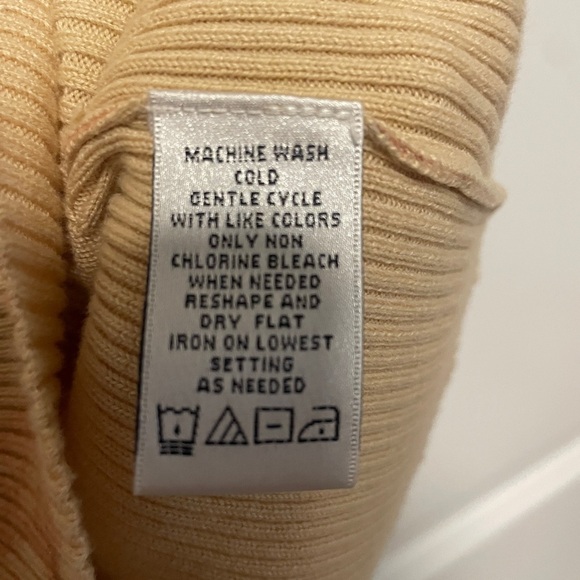 MACHINE WASH
COLD
GENTLE CYCLE
WITH LIKE COLORS
ONLY NON
CHLORINE BLEACH
WHEN NEEDED
RESHAPE AND
DRY FLAT
IRON ON LOWEST
SETTING
AS NEEDED